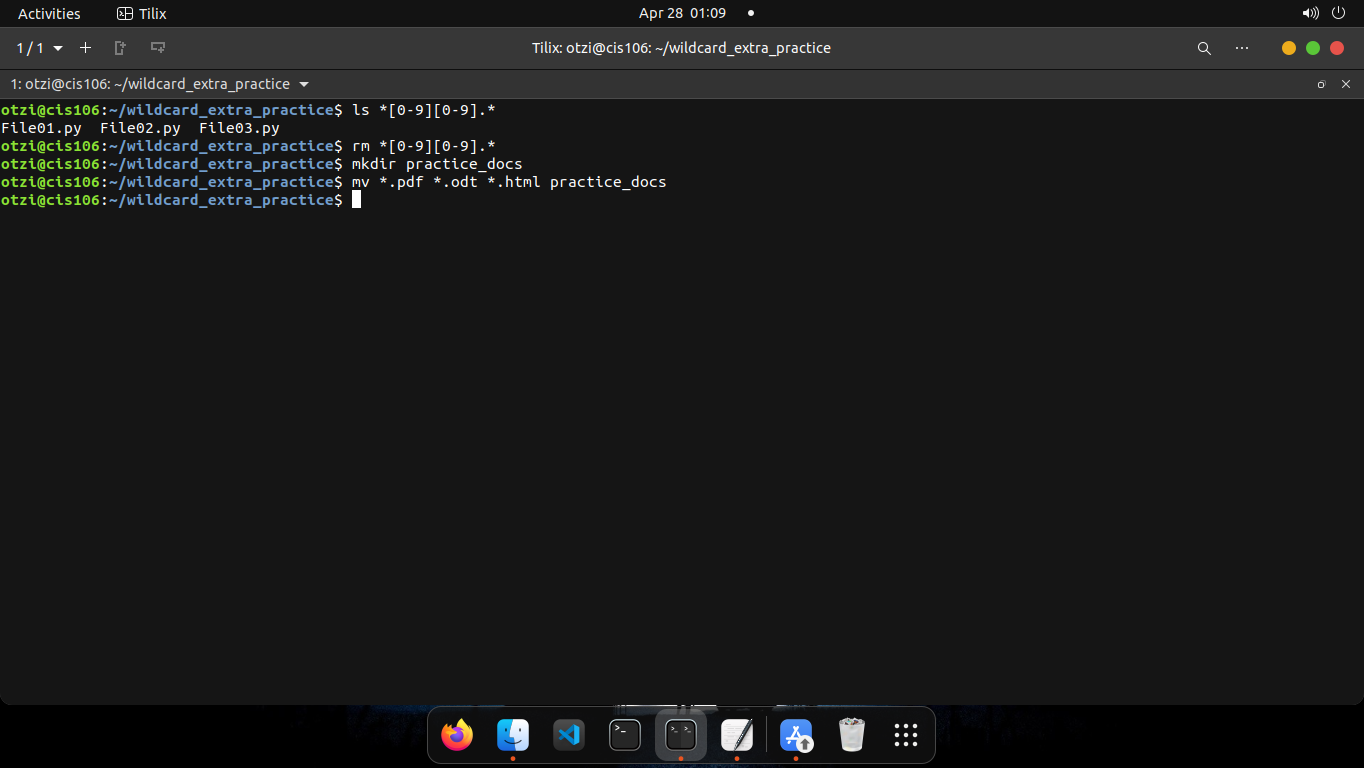 Activities
Tilix
Apr 28 01:09
1 / 1
Tilix: otzi@cis106: ~/wildcard_extra_practice
1: otzi@cis106: ~/wildcard_extra_practice
otzi@cis106:~/wildcard_extra_practice$ ls *[0-9][0-9].*
File01.py  File02.py  File03.py
otzi@cis106:~/wildcard_extra_practice$ rm *[0-9][0-9].*
otzi@cis106:~/wildcard_extra_practice$ mkdir practice_docs
otzi@cis106:~/wildcard_extra_practice$ mv *.pdf *.odt *.html practice_docs
otzi@cis106:~/wildcard_extra_practice$